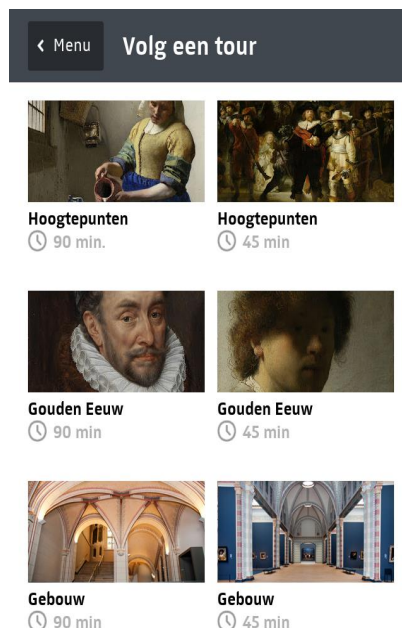 Menu
Volg een tour
Hoogtepunten
90 min.
Hoogtepunten
45 min
Gouden Eeuw
90 min
Gouden Eeuw
45 min
Gebouw
90 min
Gebouw
45 min